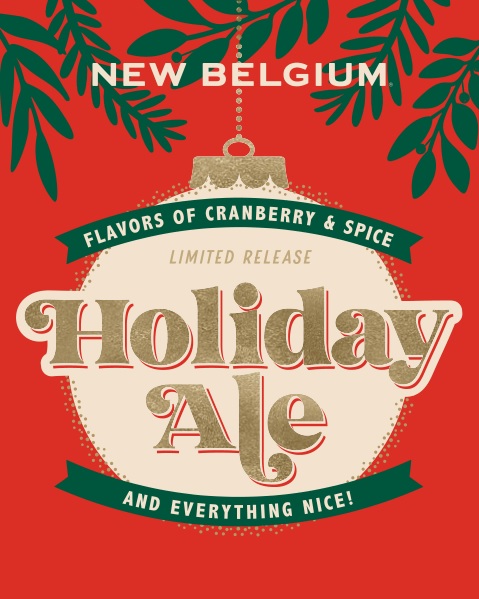 NEW BELGIUM
FLAVORS OF CRANBERRY & SPICE
LIMITED RELEASE
Holiday
Ale
AND EVERYTHING NICE!